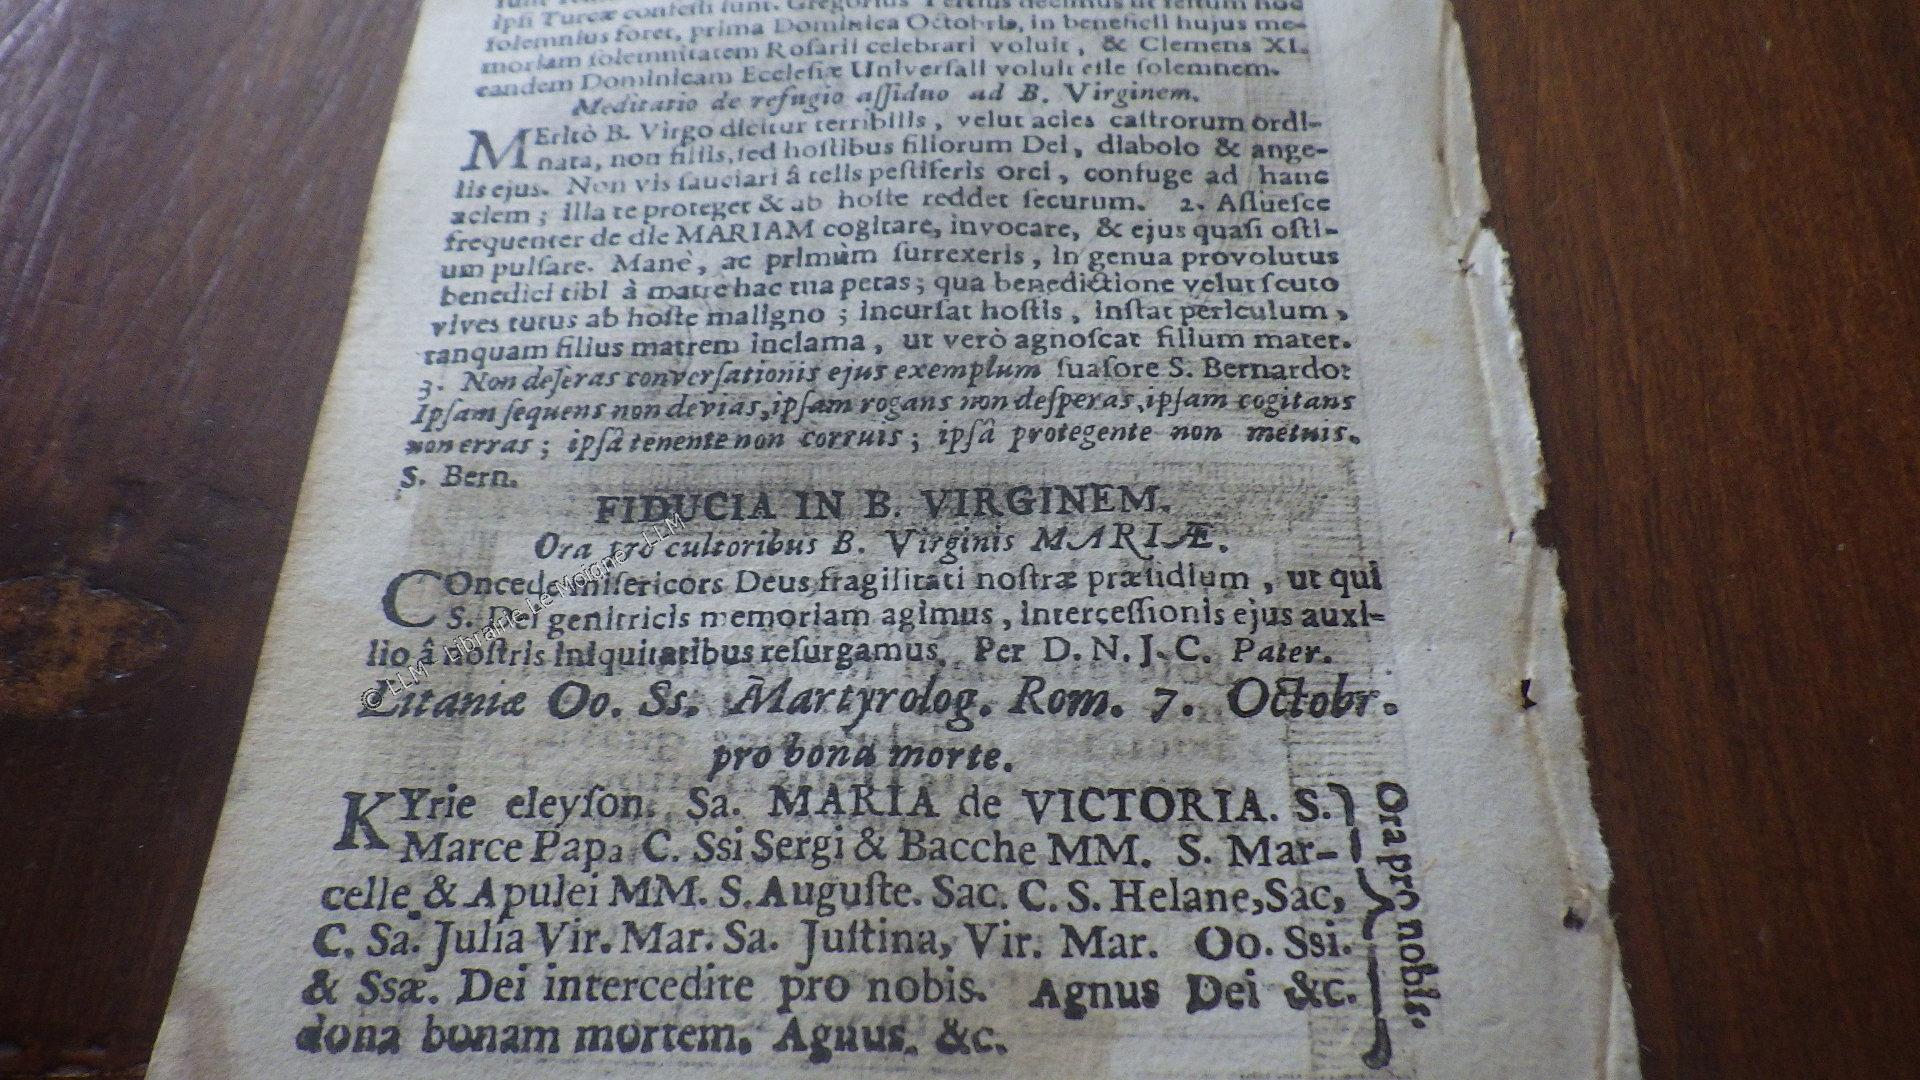 ipsi Turcæ confessi sunt. Gregorius Tertius decimus ut festum hoc
solemnius foret, prima Dominica Octobris, in beneficii hujus me-
moriam solemnitatem Rosarii celebrari voluit, & Clemens XI.
eandem Dominicam Ecclesiæ Universali voluit esse solemnem.
Meditatio de refugio assiduo ad B. Virginem.
MEritò B. Virgo dicitur terribilis, velut acies castrorum ordi-
nata, non filiis, sed hostibus filiorum Dei, diabolo & ange-
lis ejus. Non vis sauciari â telis pestiferis orci, confuge ad hanc
aciem; illa te proteget & ab hoste reddet securum. 2. Assuesce
frequenter de die MARIAM cogitare, invocare, & ejus quasi osti-
um pulsare. Manè, ac primùm surrexeris, in genua provolutus
benedici tibi à matre hac tua petas; qua benedictione velut scuto
vives tutus ab hoste maligno; incursat hostis, instat periculum,
tanquam filius matrem inclama, ut verò agnoscat filium mater.
3. Non deseras conversationis ejus exemplum suasore S. Bernardo:
Ipsam sequens non devias, ipsam rogans non desperas, ipsam cogitans
non erras; ipsâ tenente non corruis; ipsâ protegente non metuis.
S. Bern.
FIDUCIA IN B. VIRGINEM.
Ora pro cultoribus B. Virginis MARIÆ.
COncede misericors Deus fragilitati nostræ præsidium, ut qui
S. Dei genitricis memoriam agimus, intercessionis ejus auxi-
lio â nostris iniquitatibus resurgamus. Per D. N. J. C. Pater.
Litaniæ Oo. Ss. Martyrolog. Rom. 7. Octobr.
pro bona morte.
KYrie eleyson. Sa. MARIA de VICTORIA. S.
Marce Papa C. Ssi Sergi & Bacche MM. S. Mar-
celle & Apulei MM. S. Auguste. Sac. C. S. Helane, Sac,
C. Sa. Julia Vir. Mar. Sa. Justina, Vir. Mar. Oo. Ssi.
& Ssæ. Dei intercedite pro nobis. Agnus Dei &c.
dona bonam mortem. Agnus. &c.
Ora pro nobis.
© LLM - Librairie Le Moigne - LLM